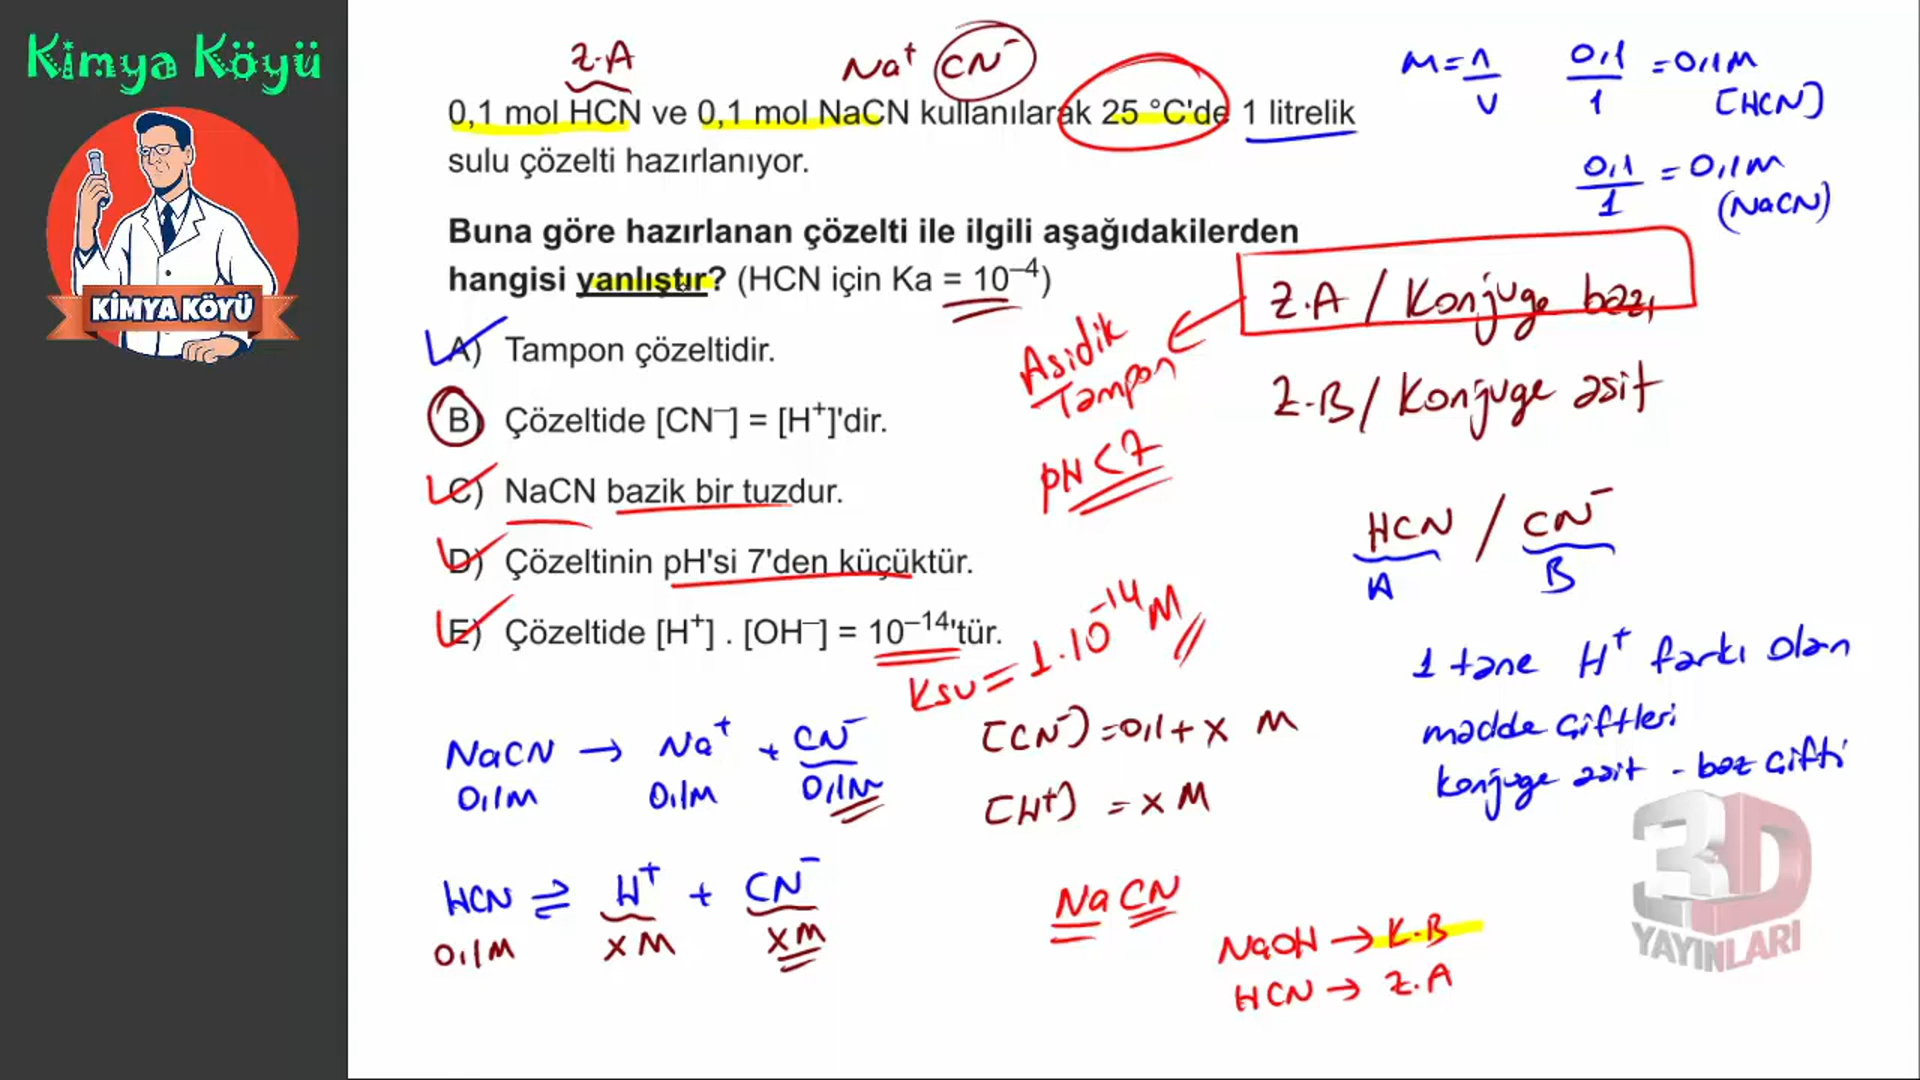 Kimya Köyü
KİMYA KÖYÜ
Z.A
Na⁺ CN⁻
0,1 mol HCN ve 0,1 mol NaCN kullanılarak 25 °C'de 1 litrelik
sulu çözelti hazırlanıyor.
Buna göre hazırlanan çözelti ile ilgili aşağıdakilerden
hangisi yanlıştır? (HCN için Ka = 10⁻⁴)
A) Tampon çözeltidir.
B) Çözeltide [CN⁻] = [H⁺]'dir.
C) NaCN bazik bir tuzdur.
D) Çözeltinin pH'si 7'den küçüktür.
E) Çözeltide [H⁺] . [OH⁻] = 10⁻¹⁴'tür.
M = n/V 0,1/1 = 0,1M
[HCN]
0,1/1 = 0,1M
(NaCN)
Z.A / Konjuge bazı
Asidik
Tampon
pH < 7
Z.B / Konjuge asit
HCN / CN⁻
A B
Ksu = 1.10⁻¹⁴ M
1 tane H⁺ farkı olan
madde çiftleri
konjuge asit - baz çifti
NaCN → Na⁺ + CN⁻
0,1M 0,1M 0,1M
[CN⁻] = 0,1 + x M
[H⁺] = x M
HCN ⇌ H⁺ + CN⁻
0,1M x M x M
NaCN
NaOH → K.B
HCN → Z.A
3D
YAYINLARI